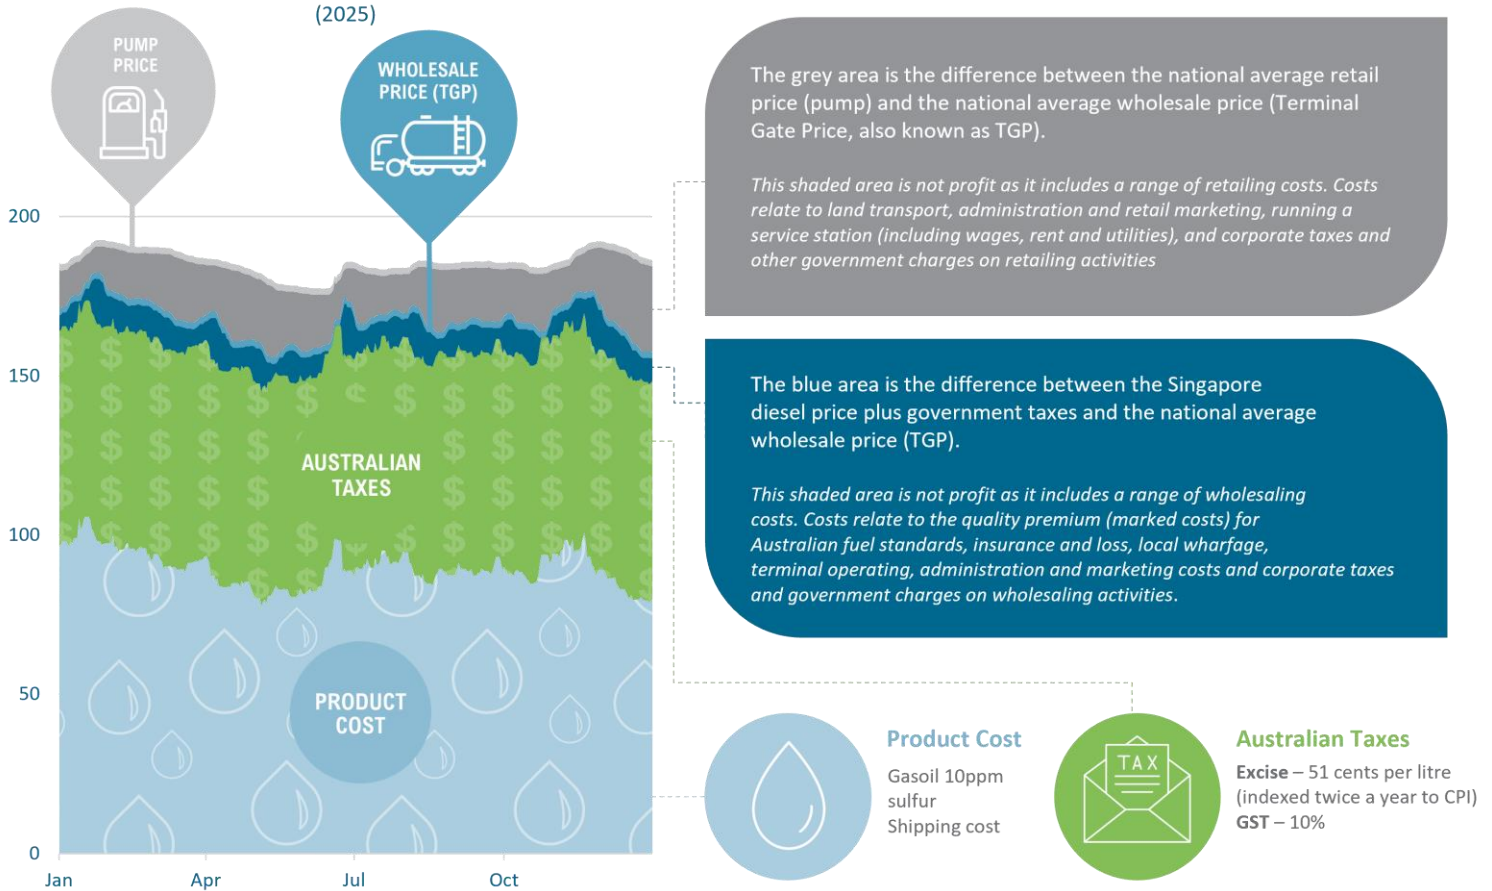 (2025)
PUMP
PRICE
WHOLESALE
PRICE (TGP)
200
150
100
50
0
Jan
Apr
Jul
Oct
AUSTRALIAN
TAXES
PRODUCT
COST
The grey area is the difference between the national average retail
price (pump) and the national average wholesale price (Terminal
Gate Price, also known as TGP).
This shaded area is not profit as it includes a range of retailing costs. Costs
relate to land transport, administration and retail marketing, running a
service station (including wages, rent and utilities), and corporate taxes and
other government charges on retailing activities
The blue area is the difference between the Singapore
diesel price plus government taxes and the national average
wholesale price (TGP).
This shaded area is not profit as it includes a range of wholesaling
costs. Costs relate to the quality premium (marked costs) for
Australian fuel standards, insurance and loss, local wharfage,
terminal operating, administration and marketing costs and corporate taxes
and government charges on wholesaling activities.
Product Cost
Gasoil 10ppm
sulfur
Shipping cost
TAX
Australian Taxes
Excise – 51 cents per litre
(indexed twice a year to CPI)
GST – 10%